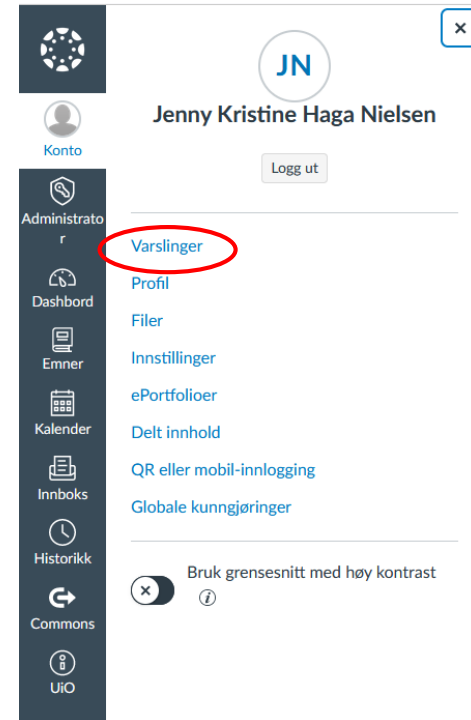 JN
Jenny Kristine Haga Nielsen
Logg ut
Konto
Administrato
r
Dashbord
Emner
Kalender
Innboks
Historikk
Commons
UiO
Varslinger
Profil
Filer
Innstillinger
ePortfolioer
Delt innhold
QR eller mobil-innlogging
Globale kunngjøringer
Bruk grensesnitt med høy kontrast